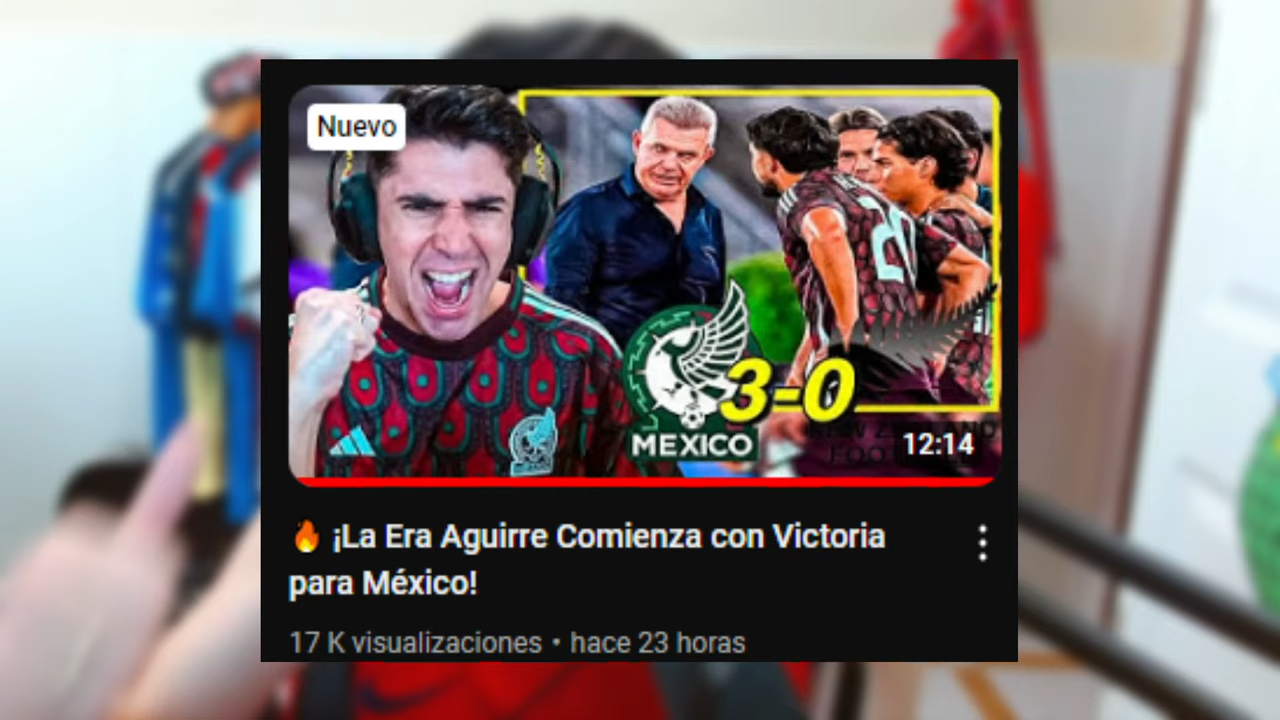 Nuevo
20
3-0
MEXICO
12:14
🔥 ¡La Era Aguirre Comienza con Victoria
para México!
17 K visualizaciones • hace 23 horas